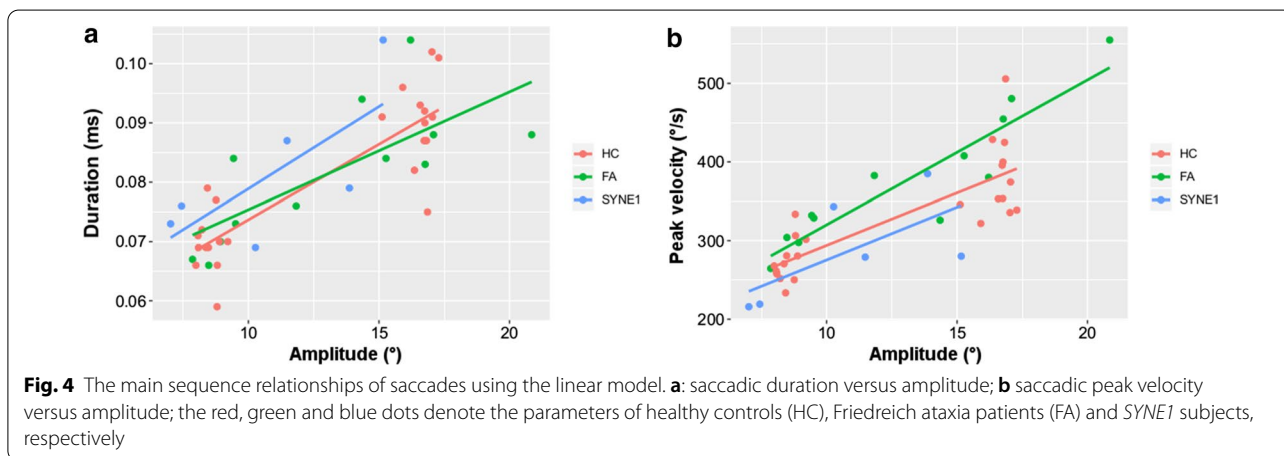 a
Duration (ms)
0.10
0.09
0.08
0.07
0.06
10 15 20
Amplitude (°)
HC
FA
SYNE1
b
Peak velocity (°/s)
500
400
300
200
10 15 20
Amplitude (°)
HC
FA
SYNE1
Fig. 4 The main sequence relationships of saccades using the linear model. a: saccadic duration versus amplitude; b saccadic peak velocity
versus amplitude; the red, green and blue dots denote the parameters of healthy controls (HC), Friedreich ataxia patients (FA) and SYNE1 subjects,
respectively